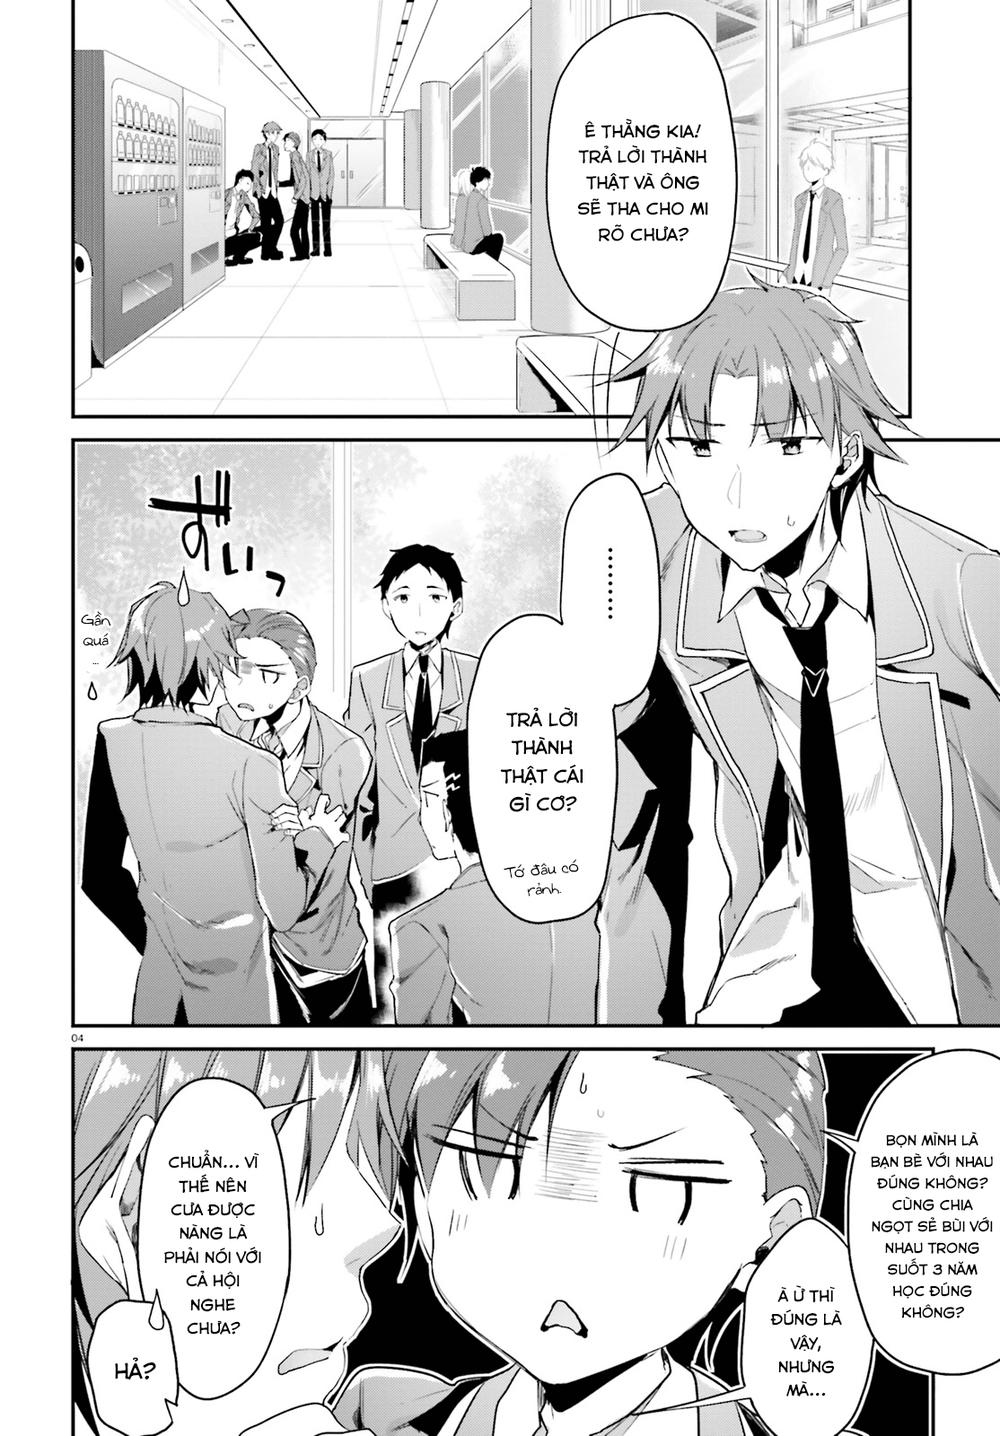 Ê THẰNG KIA!
TRẢ LỜI THÀNH
THẬT VÀ ÔNG
SẼ THA CHO MI
RÕ CHƯA?
ずいっ
Gần
Quá
...
.........
TRẢ LỜI
THÀNH
THẬT CÁI
GÌ CƠ?
Tớ đâu có
rảnh.
04
BỌN MÌNH LÀ
BẠN BÈ VỚI NHAU
ĐÚNG KHÔNG?
CÙNG CHIA
NGỌT SẺ BÙI VỚI
NHAU TRONG
SUỐT 3 NĂM
HỌC ĐÚNG
KHÔNG?
À Ừ THÌ
ĐÚNG LÀ
VẬY,
NHƯNG
MÀ...
CHUẨN... VÌ
THẾ NÊN
CƯA ĐƯỢC
NÀNG LÀ
PHẢI NÓI VỚI
CẢ HỘI
NGHE
CHƯA?
HẢ?